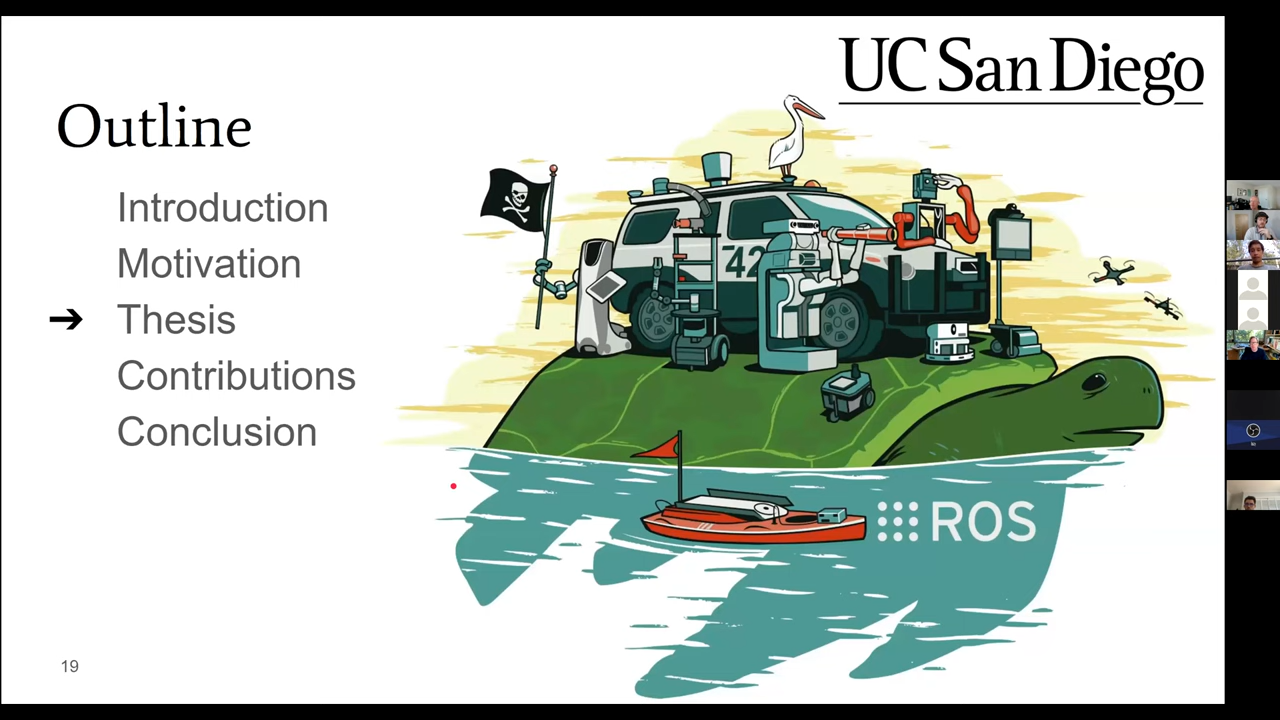 UC San Diego
Outline
Introduction
Motivation
➔ Thesis
Contributions
Conclusion
42
ROS
19